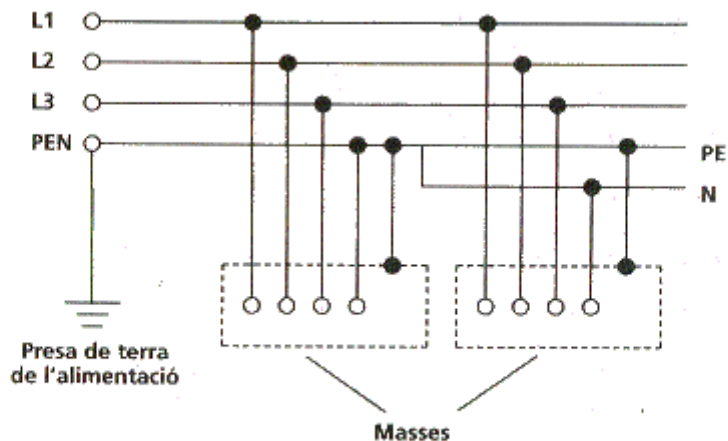 L1
L2
L3
PEN
PE
N
Presa de terra
de l'alimentació
Masses